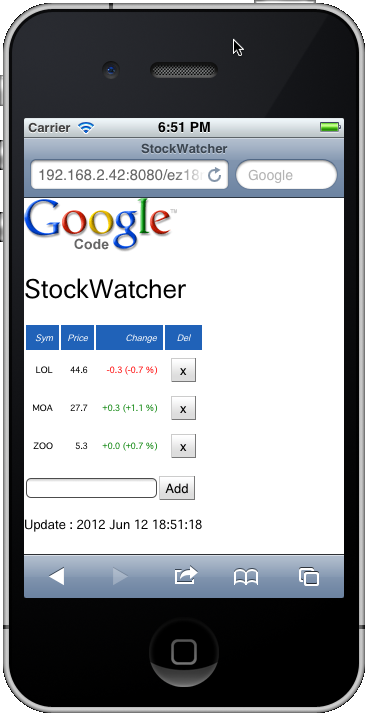 Carrier 6:51 PM
StockWatcher
192.168.2.42:8080/ez18 Google
Google™
Code
StockWatcher
Sym Price Change Del
LOL 44.6 -0.3 (-0.7 %) x
MOA 27.7 +0.3 (+1.1 %) x
ZOO 5.3 +0.0 (+0.7 %) x
Add
Update : 2012 Jun 12 18:51:18